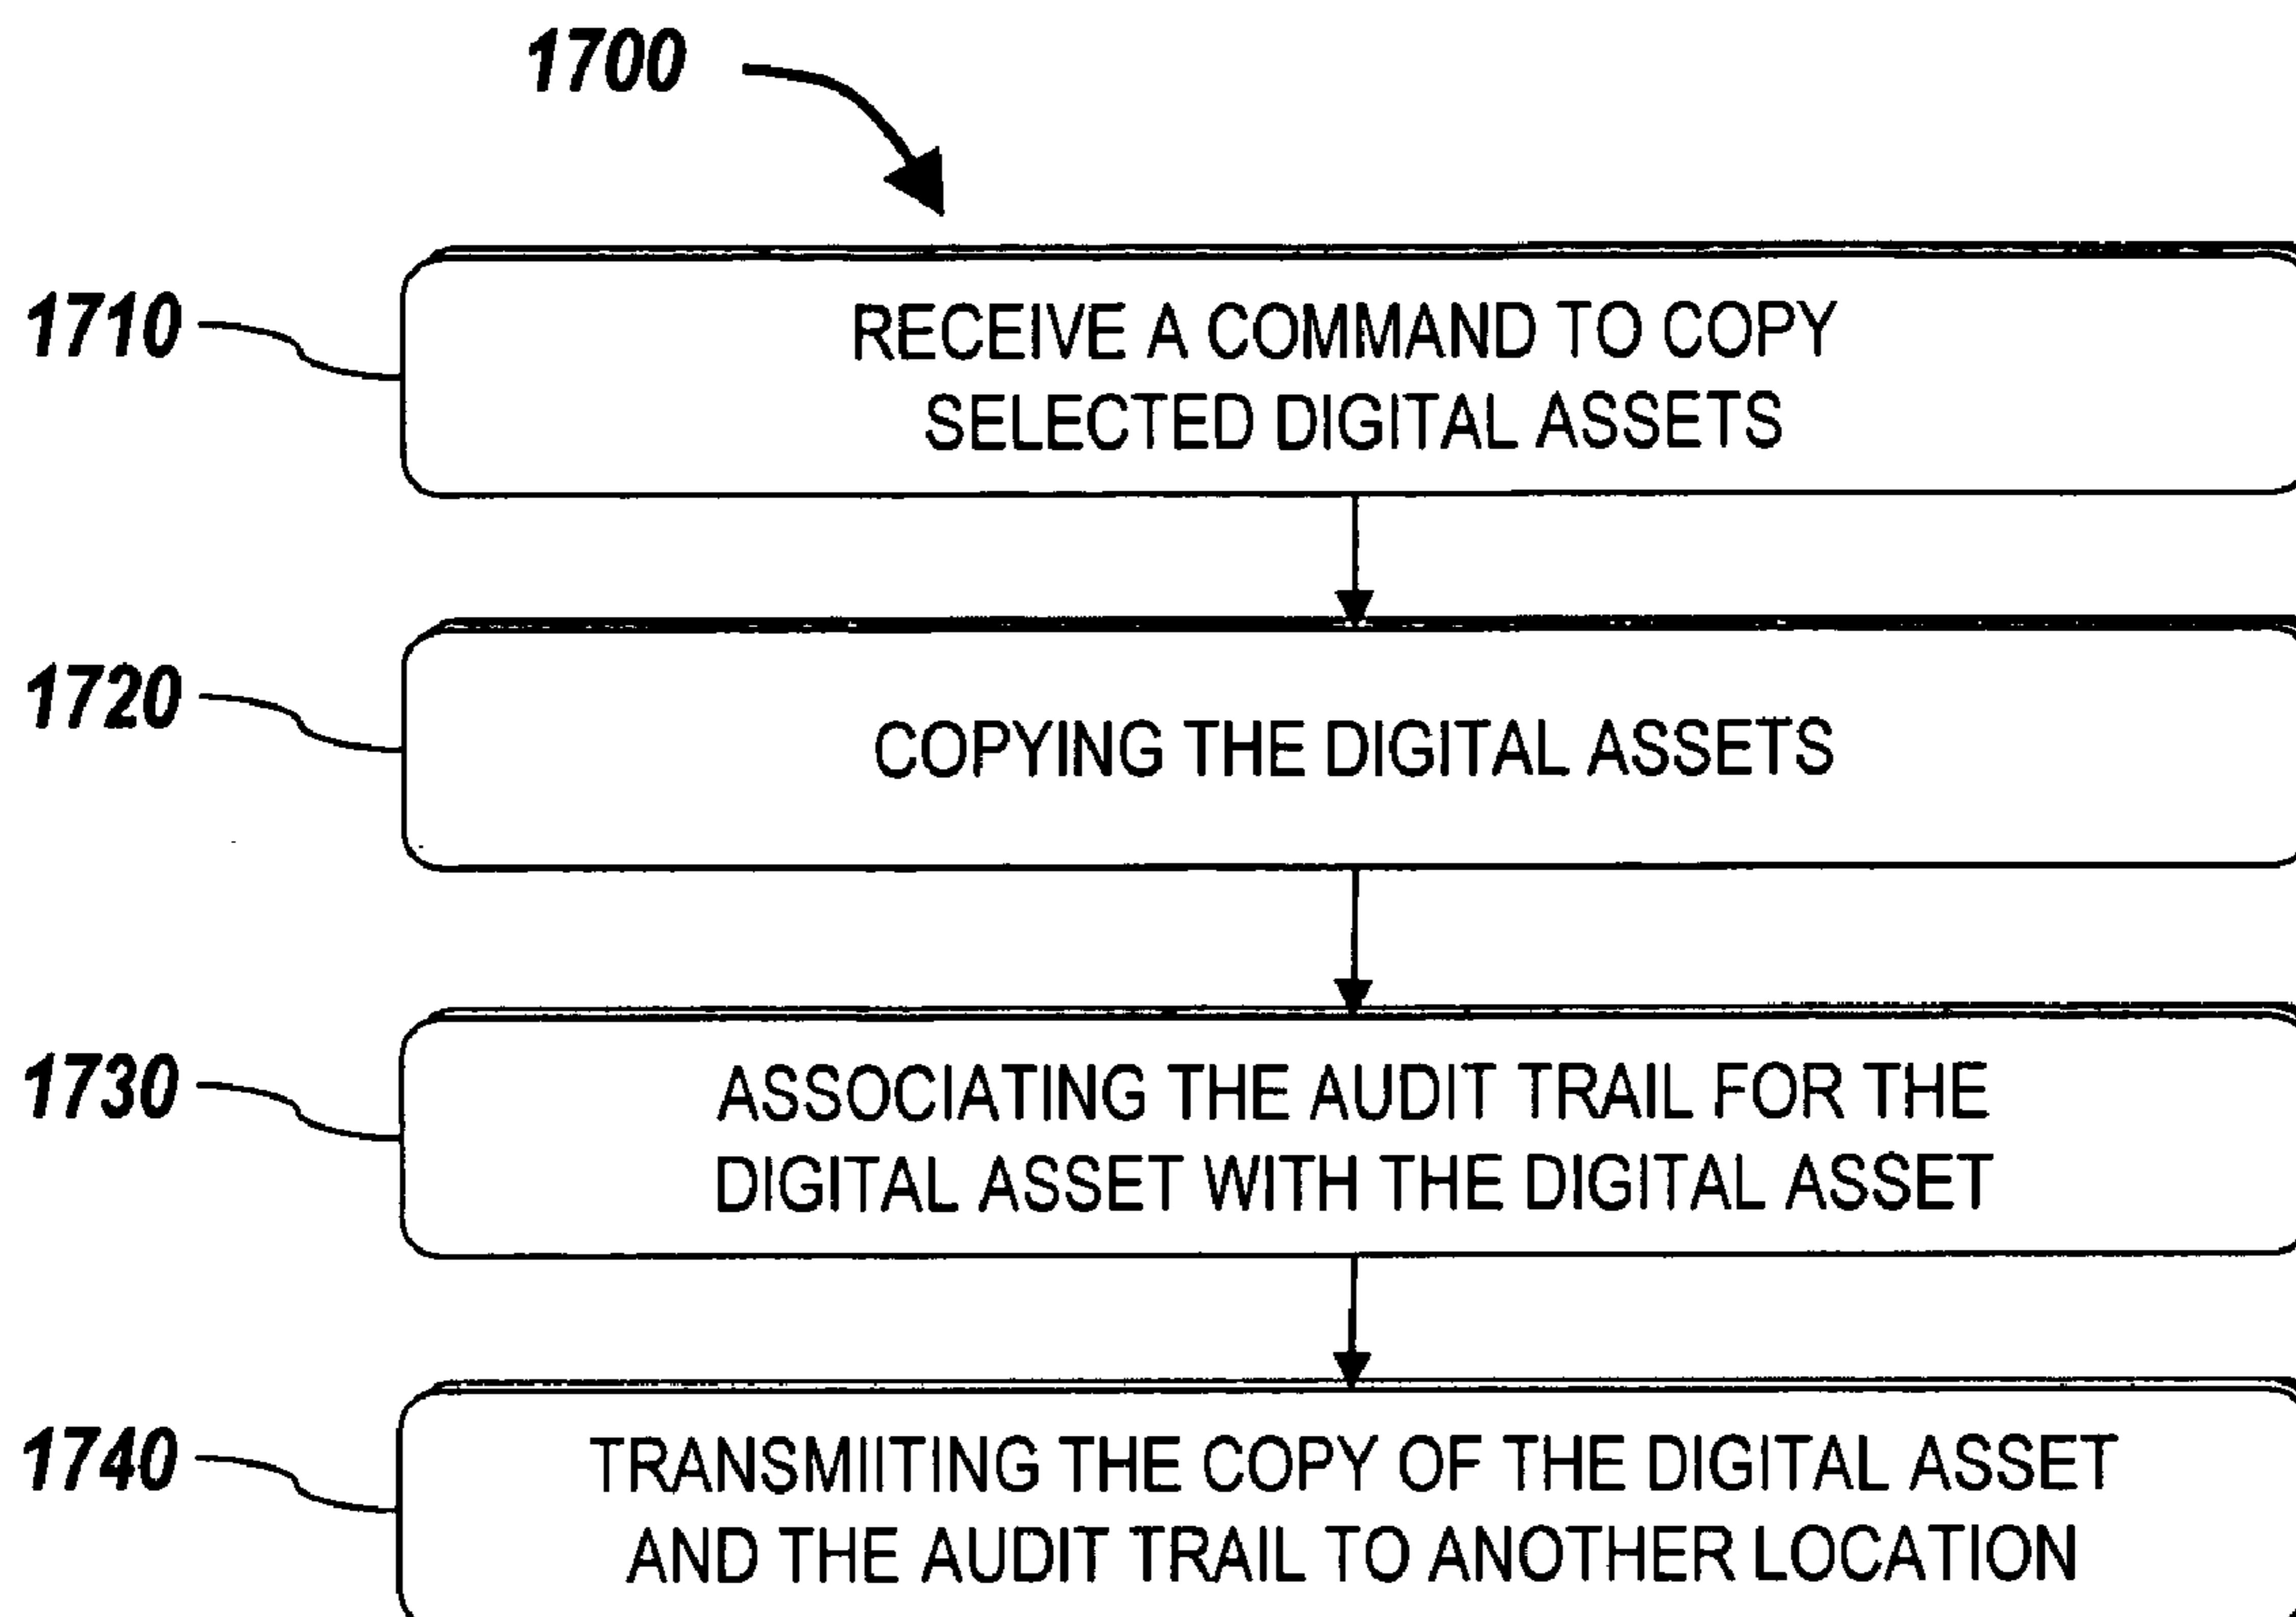 1700
1710
RECEIVE A COMMAND TO COPY
SELECTED DIGITAL ASSETS
1720
COPYING THE DIGITAL ASSETS
1730
ASSOCIATING THE AUDIT TRAIL FOR THE
DIGITAL ASSET WITH THE DIGITAL ASSET
1740
TRANSMIITING THE COPY OF THE DIGITAL ASSET
AND THE AUDIT TRAIL TO ANOTHER LOCATION